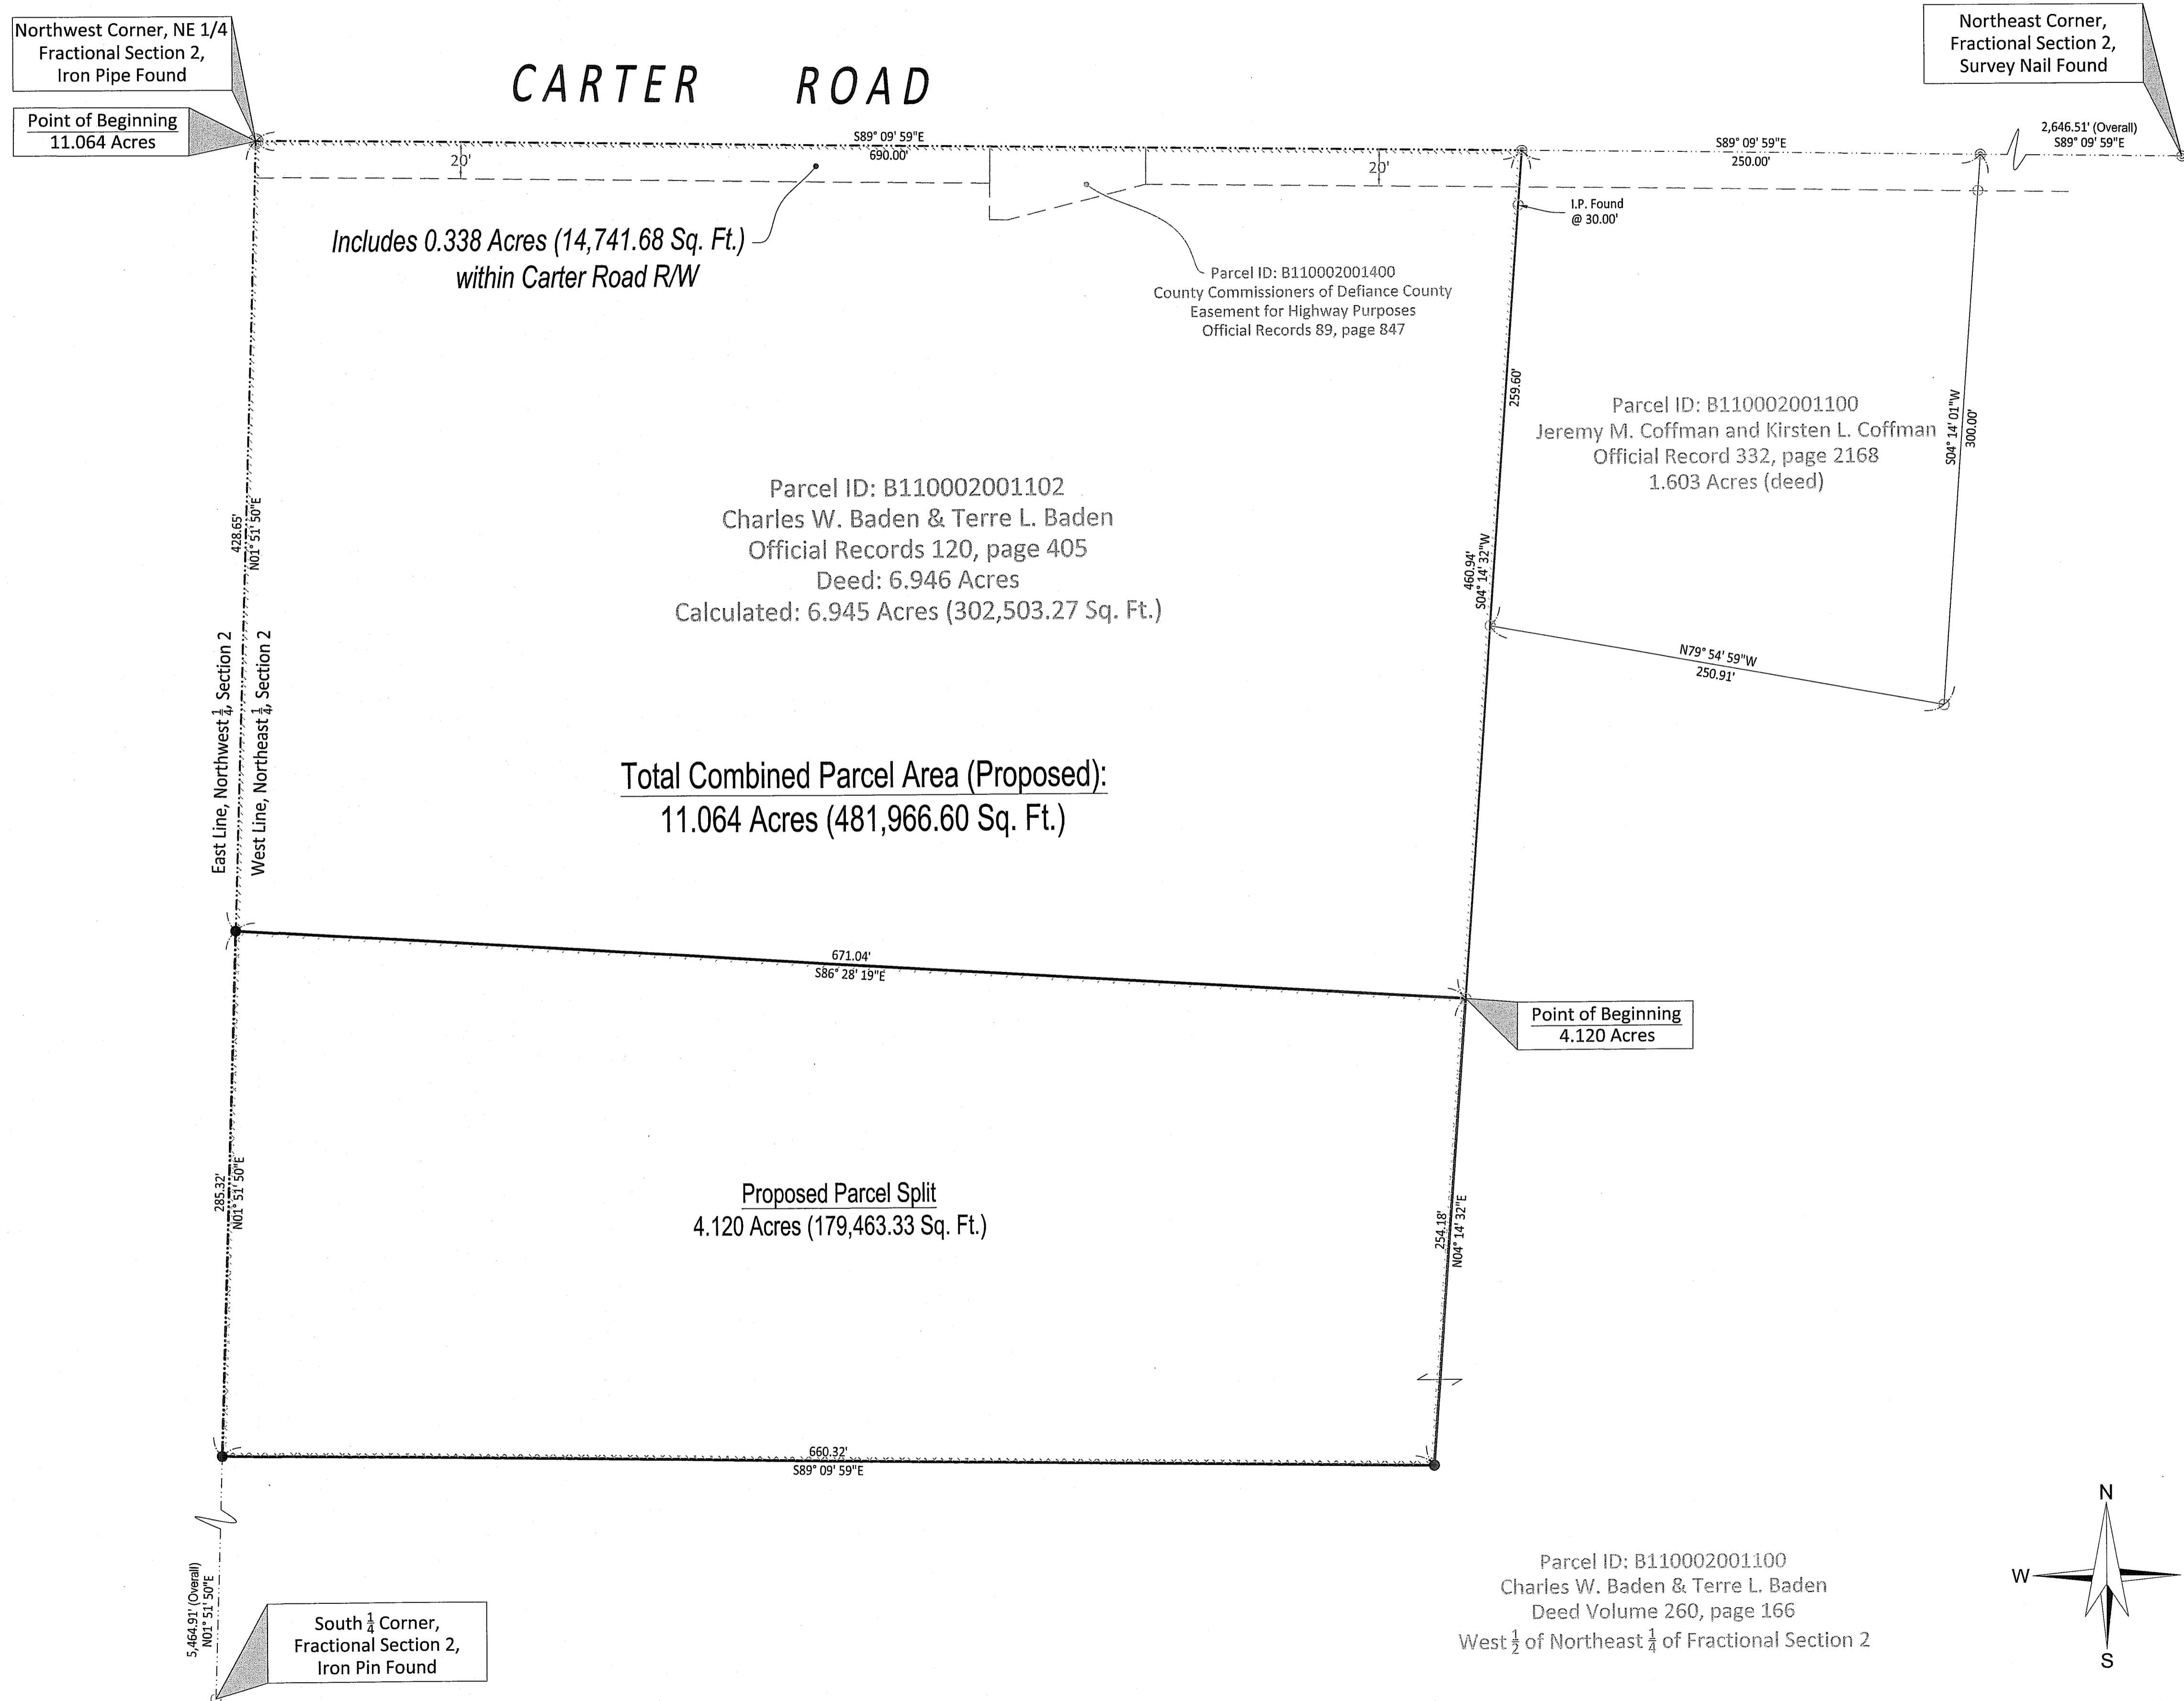 Northwest Corner, NE 1/4
Fractional Section 2,
Iron Pipe Found
Point of Beginning
11.064 Acres
CARTER ROAD
Northeast Corner,
Fractional Section 2,
Survey Nail Found
S89° 09' 59"E
690.00'
S89° 09' 59"E
250.00'
2,646.51' (Overall)
S89° 09' 59"E
20'
20'
I.P. Found
@ 30.00'
Includes 0.338 Acres (14,741.68 Sq. Ft.)
within Carter Road R/W
Parcel ID: B110002001400
County Commissioners of Defiance County
Easement for Highway Purposes
Official Records 89, page 847
259.60'
Parcel ID: B110002001100
Jeremy M. Coffman and Kirsten L. Coffman
Official Record 332, page 2168
1.603 Acres (deed)
S04° 14' 01"W
300.00'
Parcel ID: B110002001102
Charles W. Baden & Terre L. Baden
Official Records 120, page 405
Deed: 6.946 Acres
Calculated: 6.945 Acres (302,503.27 Sq. Ft.)
428.65'
N01° 51' 50"E
460.94'
S04° 14' 32"W
N79° 54' 59"W
250.91'
East Line, Northwest 1/4, Section 2
West Line, Northeast 1/4, Section 2
Total Combined Parcel Area (Proposed):
11.064 Acres (481,966.60 Sq. Ft.)
671.04'
S86° 28' 19"E
Point of Beginning
4.120 Acres
285.32'
N01° 51' 50"E
Proposed Parcel Split
4.120 Acres (179,463.33 Sq. Ft.)
254.18'
N04° 14' 32"E
660.32'
S89° 09' 59"E
5,464.91' (Overall)
N01° 51' 50"E
South 1/4 Corner,
Fractional Section 2,
Iron Pin Found
Parcel ID: B110002001100
Charles W. Baden & Terre L. Baden
Deed Volume 260, page 166
West 1/2 of Northeast 1/4 of Fractional Section 2
N
W
S